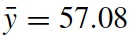 ȳ = 57.08